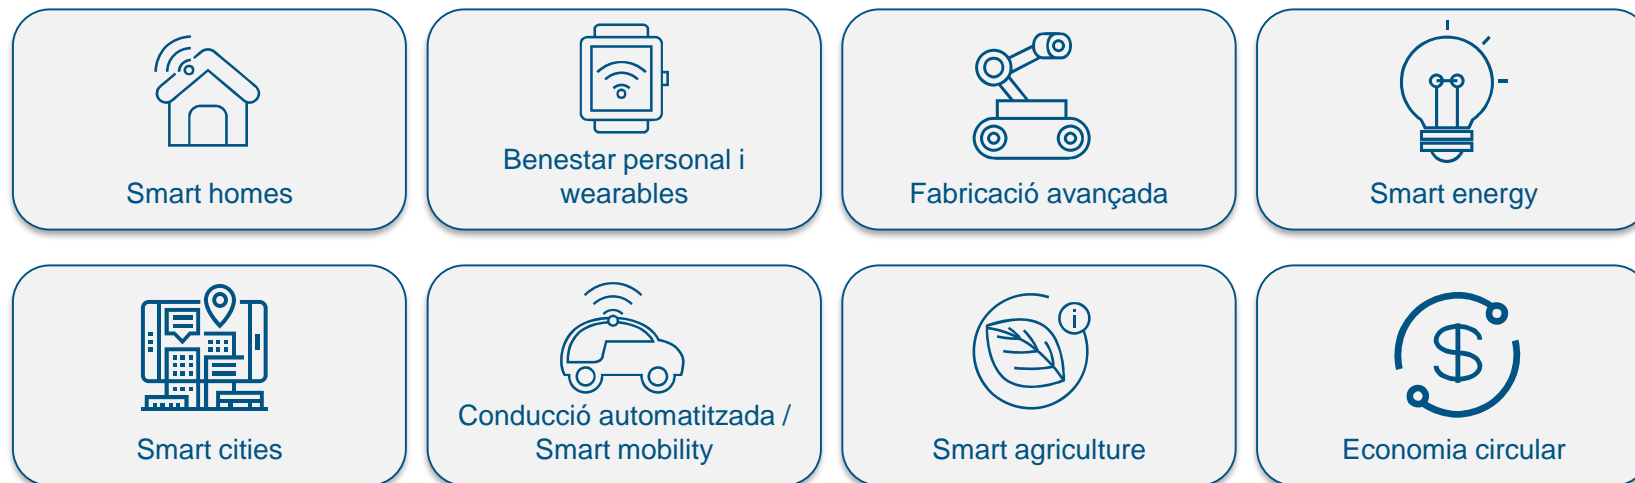 Smart homes
Benestar personal i
wearables
Fabricació avançada
Smart energy
Smart cities
Conducció automatitzada /
Smart mobility
Smart agriculture
Economia circular